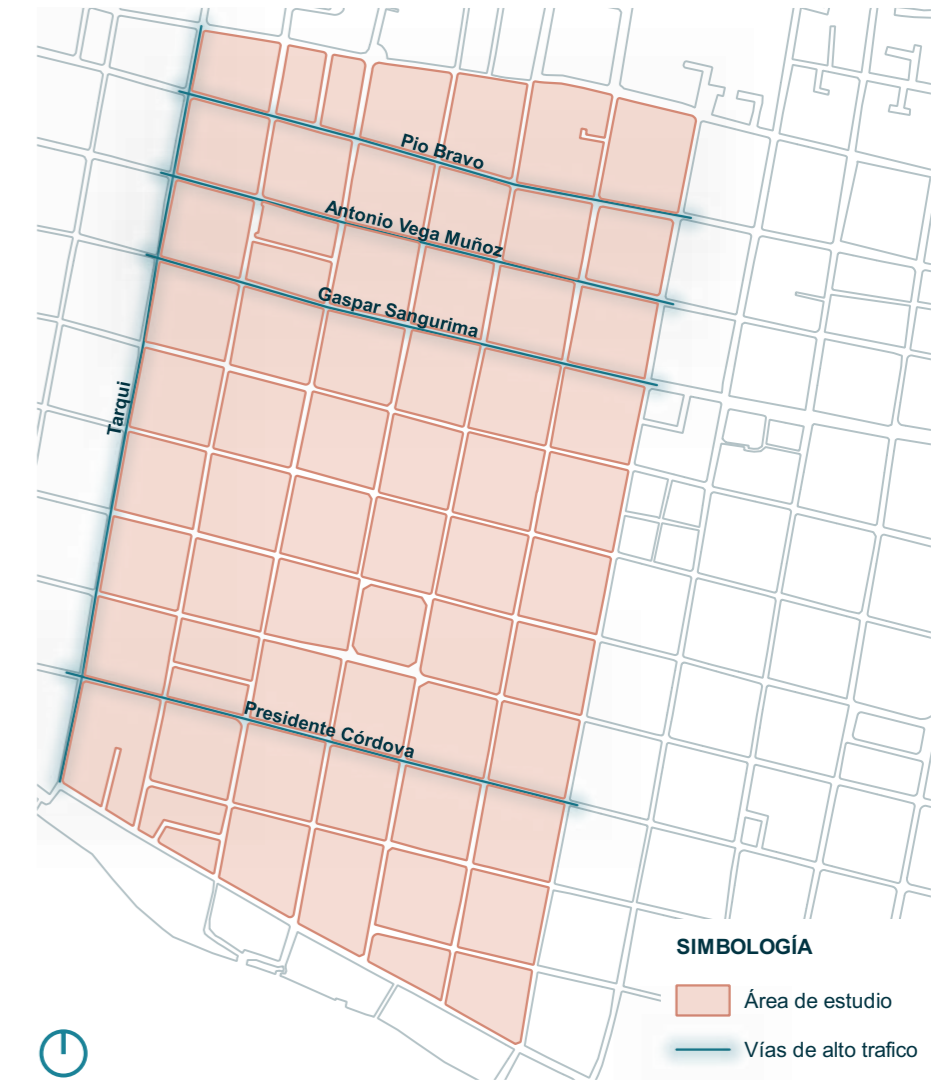 Pio Bravo
Antonio Vega Muñoz
Gaspar Sangurima
Tarqui
Presidente Córdova
SIMBOLOGÍA
Área de estudio
Vías de alto trafico